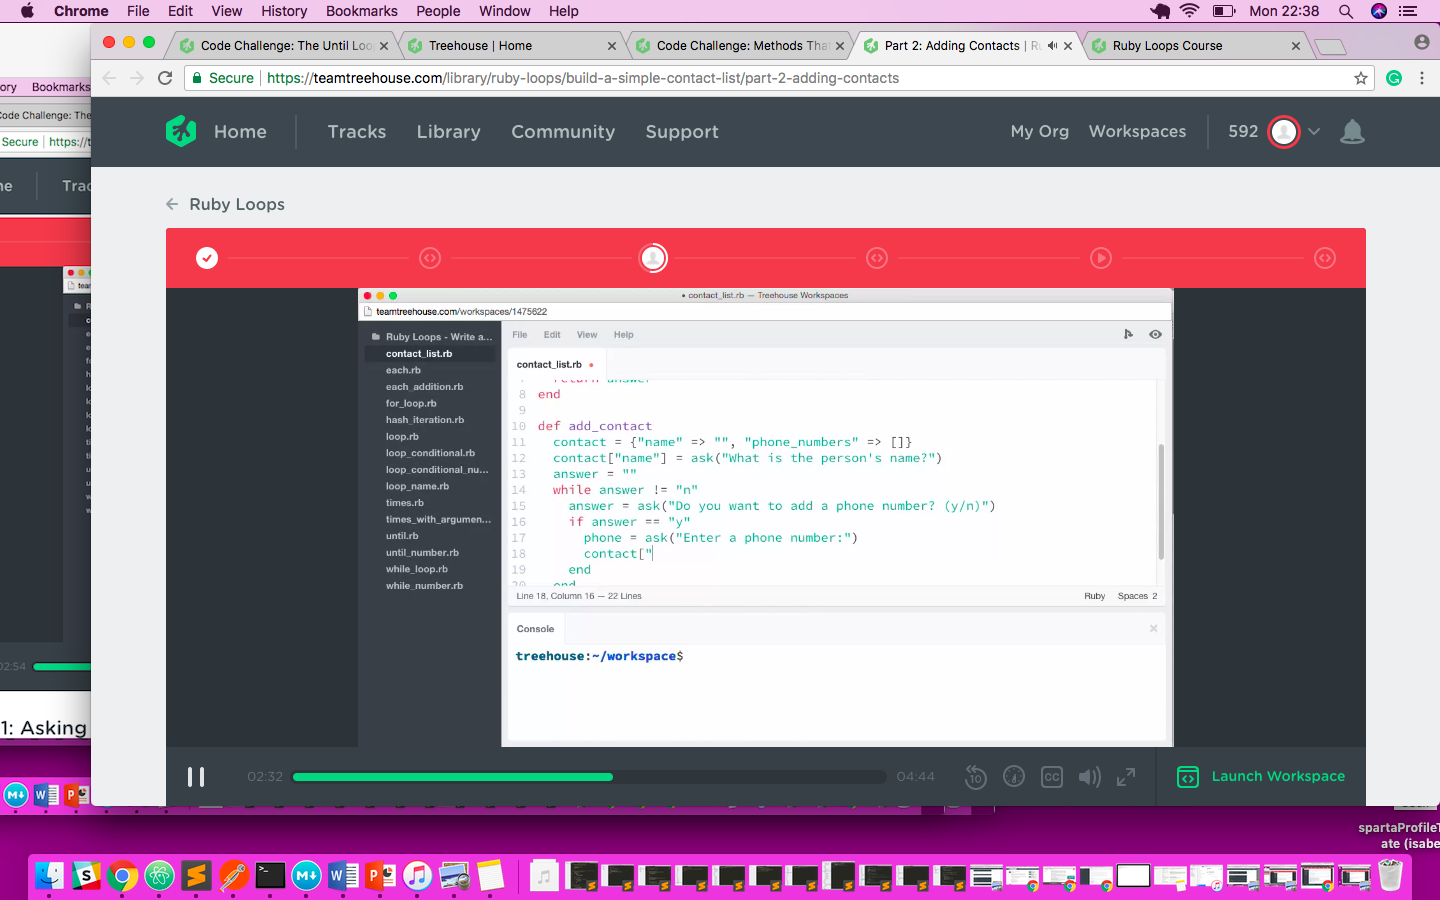 Chrome File Edit View History Bookmarks People Window Help
Mon 22:38
Code Challenge: The Until Loo
Treehouse | Home
Code Challenge: Methods Tha
Part 2: Adding Contacts | Ru
Ruby Loops Course
Secure https://teamtreehouse.com/library/ruby-loops/build-a-simple-contact-list/part-2-adding-contacts
ory Bookmarks
Code Challenge: The
Secure https://t
ne Trac
Home Tracks Library Community Support
My Org Workspaces 592
← Ruby Loops
• contact_list.rb — Treehouse Workspaces
teamtreehouse.com/workspaces/1475622
Ruby Loops - Write a...
contact_list.rb
each.rb
each_addition.rb
for_loop.rb
hash_iteration.rb
loop.rb
loop_conditional.rb
loop_conditional_nu...
loop_name.rb
times.rb
times_with_argumen...
until.rb
until_number.rb
while_loop.rb
while_number.rb
File Edit View Help
contact_list.rb •
7 return answer
8 end
9
10 def add_contact
11 contact = {"name" => "", "phone_numbers" => []}
12 contact["name"] = ask("What is the person's name?")
13 answer = ""
14 while answer != "n"
15 answer = ask("Do you want to add a phone number? (y/n)")
16 if answer == "y"
17 phone = ask("Enter a phone number:")
18 contact["
19 end
20 end
Line 18, Column 16 — 22 Lines
Ruby Spaces 2
Console
treehouse:~/workspace$
02:54
1: Asking
02:32
04:44
10
CC
Launch Workspace
spartaProfileT
ate (isabe